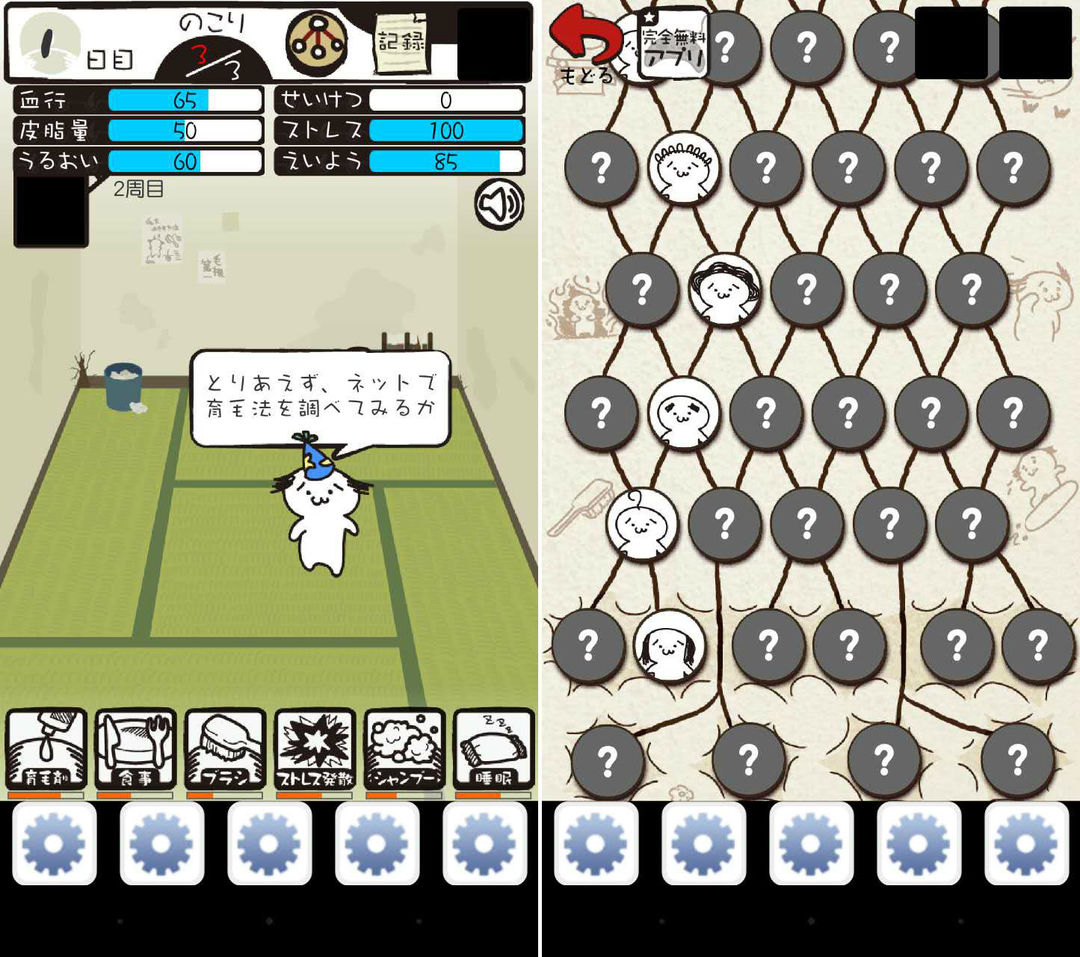 1日目
のこり
3/3
記録
血行 65
せいけつ 0
皮脂量 50
ストレス 100
うるおい 60
えいよう 85
2周目
とりあえず、ネットで
育毛法を調べてみるか
育毛剤
食事
ブラシ
ストレス発散
zzz
シャンプー
睡眠
もどる
完全無料
アプリ
? ? ?
? ? ? ? ?
? ? ? ?
? ? ? ? ?
? ? ? ?
? ? ? ? ?
? ? ? ?